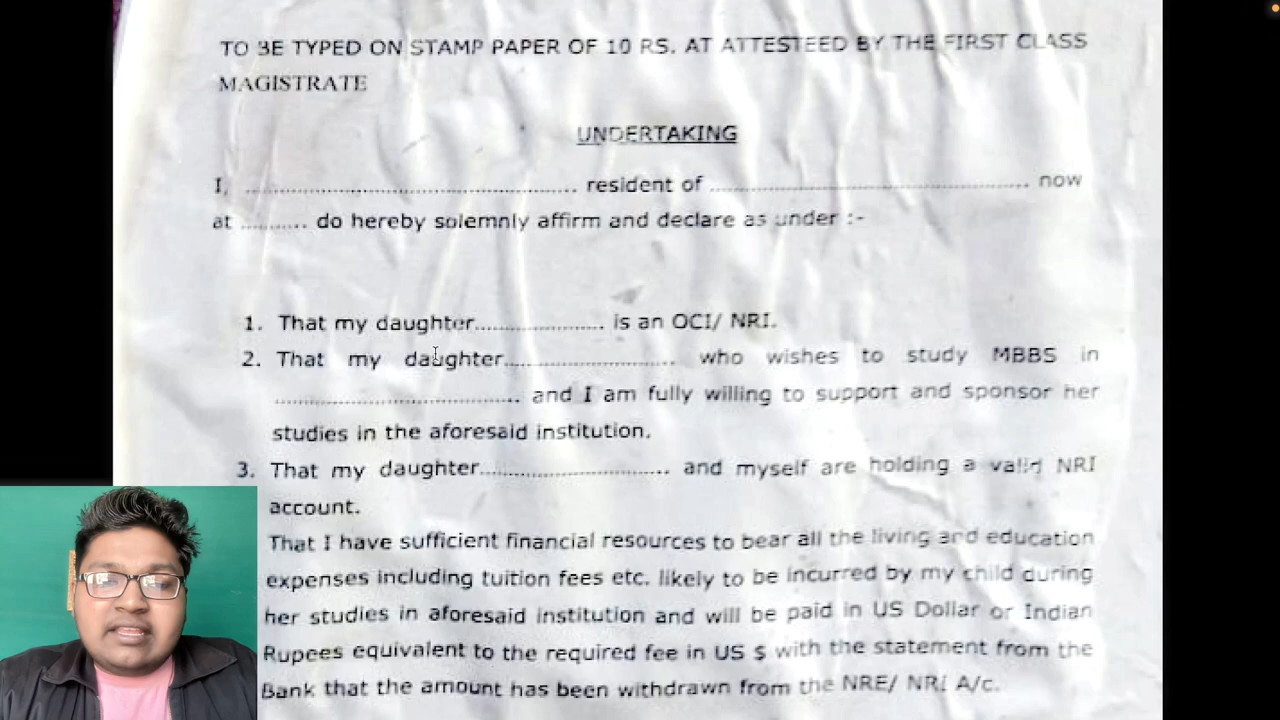 TO BE TYPED ON STAMP PAPER OF 10 RS. AT ATTESTEED BY THE FIRST CLASS
MAGISTRATE
UNDERTAKING
I, ................................................. resident of ............................................... now
at .......... do hereby solemnly affirm and declare as under :-
1. That my daughter...................... is an OCI/ NRI.
2. That my daughter............................ who wishes to study MBBS in
........................................ and I am fully willing to support and sponsor her
studies in the aforesaid institution.
3. That my daughter............................... and myself are holding a valid NRI
account.
That I have sufficient financial resources to bear all the living and education
expenses including tuition fees etc. likely to be incurred by my child during
her studies in aforesaid institution and will be paid in US Dollar or Indian
Rupees equivalent to the required fee in US $ with the statement from the
Bank that the amount has been withdrawn from the NRE/ NRI A/c.